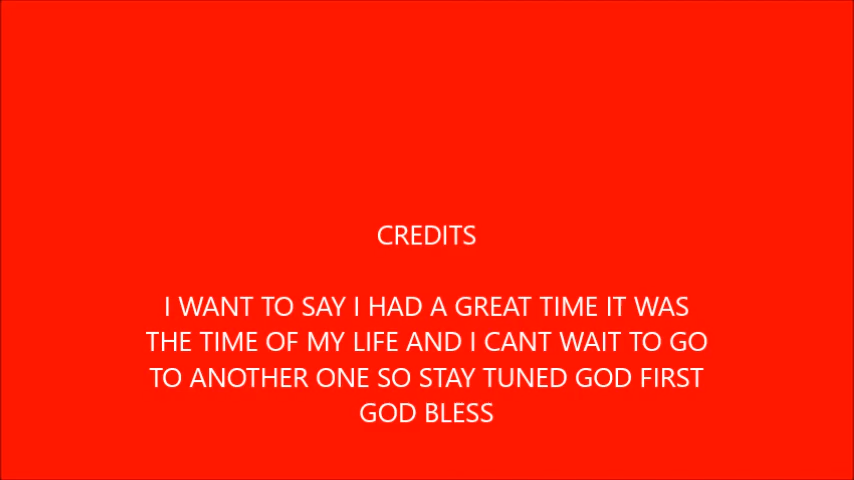 CREDITS
I WANT TO SAY I HAD A GREAT TIME IT WAS
THE TIME OF MY LIFE AND I CANT WAIT TO GO
TO ANOTHER ONE SO STAY TUNED GOD FIRST
GOD BLESS